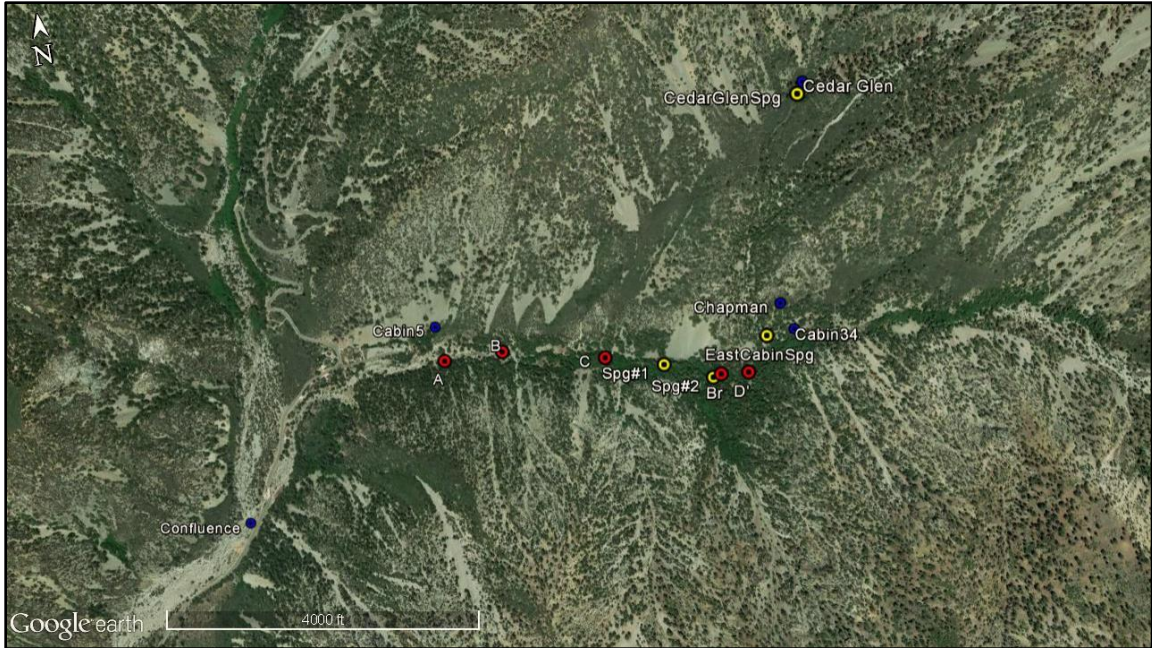 N
Cedar Glen
CedarGlenSpg
Chapman
Cabin5
Cabin34
B
EastCabinSpg
C
Spg#1
A
Spg#2
Br
D'
Confluence
4000 ft
Google earth